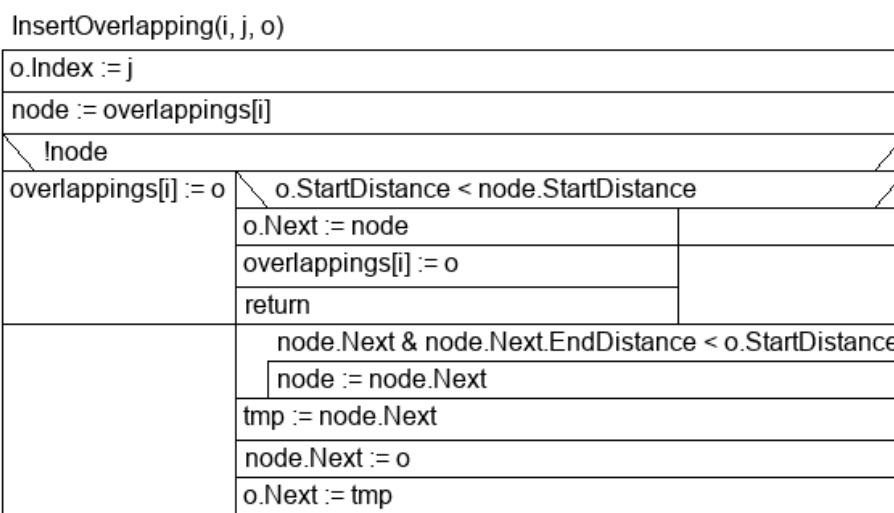 InsertOverlapping(i, j, o)
o.Index := j
node := overlappings[i]
!node
overlappings[i] := o
o.StartDistance < node.StartDistance
o.Next := node
overlappings[i] := o
return
node.Next & node.Next.EndDistance < o.StartDistance
node := node.Next
tmp := node.Next
node.Next := o
o.Next := tmp